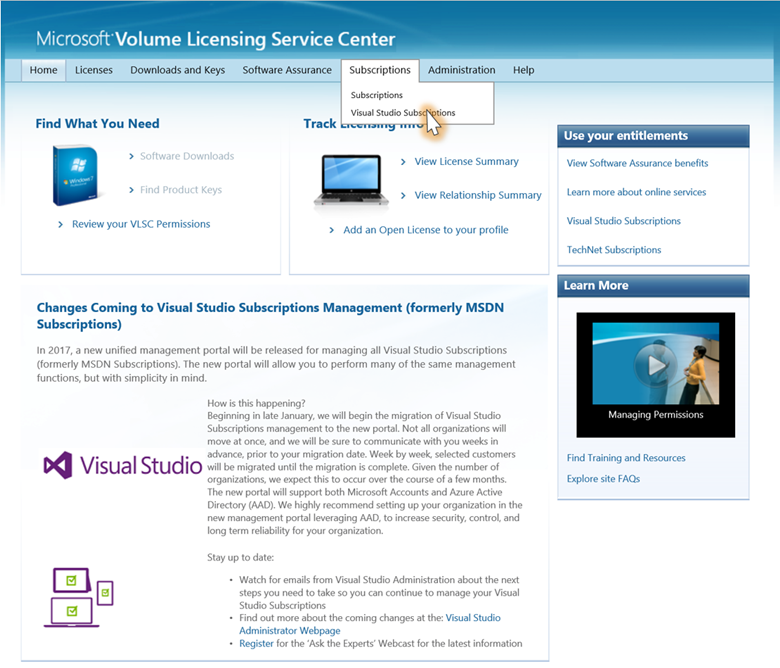 Microsoft Volume Licensing Service Center
Home
Licenses
Downloads and Keys
Software Assurance
Subscriptions
Administration
Help
Subscriptions
Visual Studio Subscriptions
Find What You Need
Windows 7
Software Downloads
Find Product Keys
Review your VLSC Permissions
Track Licensing Info
View License Summary
View Relationship Summary
Add an Open License to your profile
Use your entitlements
View Software Assurance benefits
Learn more about online services
Visual Studio Subscriptions
TechNet Subscriptions
Learn More
Managing Permissions
Find Training and Resources
Explore site FAQs
Changes Coming to Visual Studio Subscriptions Management (formerly MSDN
Subscriptions)
In 2017, a new unified management portal will be released for managing all Visual Studio Subscriptions
(formerly MSDN Subscriptions). The new portal will allow you to perform many of the same management
functions, but with simplicity in mind.
Visual Studio
How is this happening?
Beginning in late January, we will begin the migration of Visual Studio
Subscriptions management to the new portal. Not all organizations will
move at once, and we will be sure to communicate with you weeks in
advance, prior to your migration date. Week by week, selected customers
will be migrated until the migration is complete. Given the number of
organizations, we expect this to occur over the course of a few months.
The new portal will support both Microsoft Accounts and Azure Active
Directory (AAD). We highly recommend setting up your organization in the
new management portal leveraging AAD, to increase security, control, and
long term reliability for your organization.
Stay up to date:
• Watch for emails from Visual Studio Administration about the next
steps you need to take so you can continue to manage your Visual
Studio Subscriptions
• Find out more about the coming changes at the: Visual Studio
Administrator Webpage
• Register for the 'Ask the Experts' Webcast for the latest information